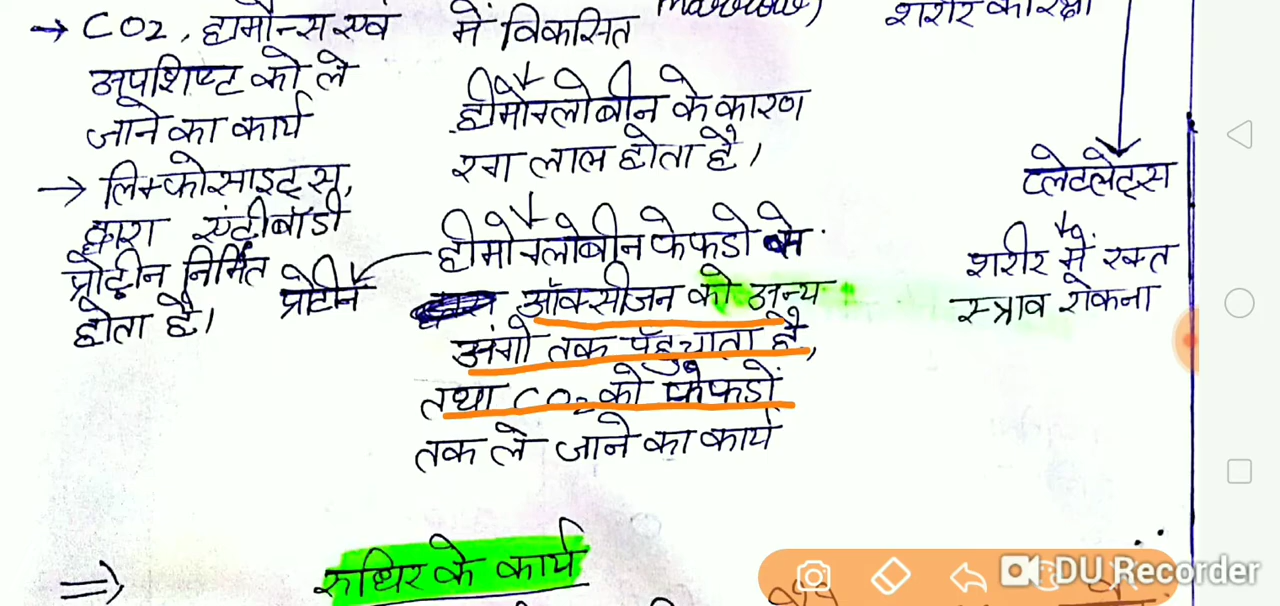 → CO2, हार्मोन्स एवं
अपशिष्ट को ले
जाने का कार्य
→ लिम्फोसाइट्स,
द्वारा एंटीबॉडी
प्रोटीन निर्मित
होता है।
में विकसित
हीमोग्लोबीन के कारण
रंग लाल होता है।
हीमोग्लोबीन फेफडो से
प्रोटीन
ऑक्सीजन को अन्य
अंगो तक पँहुचाता है,
तथा CO₂ को फेफडों
तक ले जाने का कार्य
शरीर की रक्षा
प्लेटलेट्स
शरीर में रक्त
स्त्राव रोकना
⇒ रुधिर के कार्य
DU Recorder